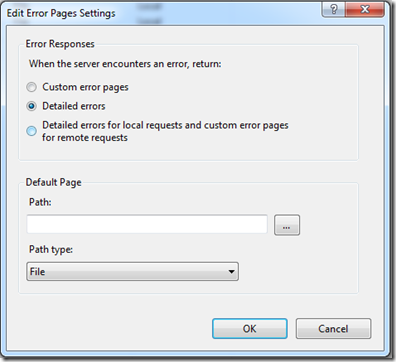 Edit Error Pages Settings
Error Responses
When the server encounters an error, return:
Custom error pages
Detailed errors
Detailed errors for local requests and custom error pages
for remote requests
Default Page
Path:
...
Path type:
File
OK
Cancel